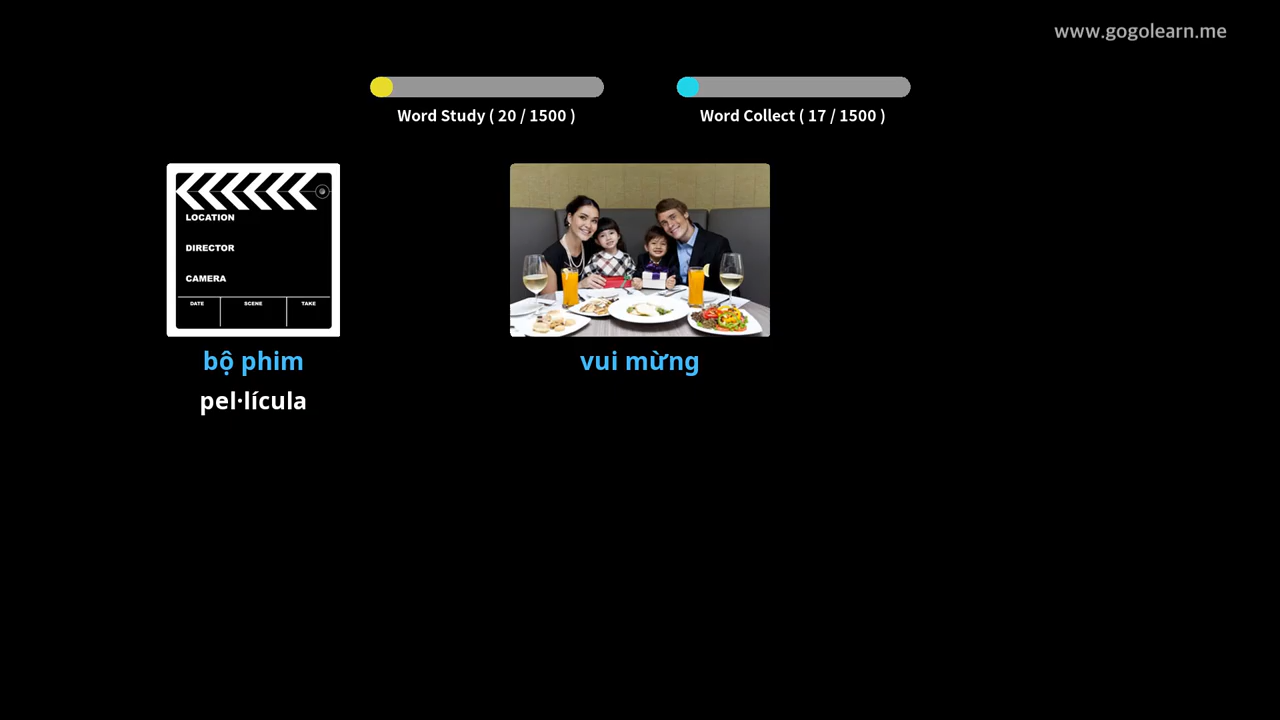 www.gogolearn.me
Word Study ( 20 / 1500 )
Word Collect ( 17 / 1500 )
LOCATION
DIRECTOR
CAMERA
DATE SCENE TAKE
bộ phim
pel·lícula
vui mừng